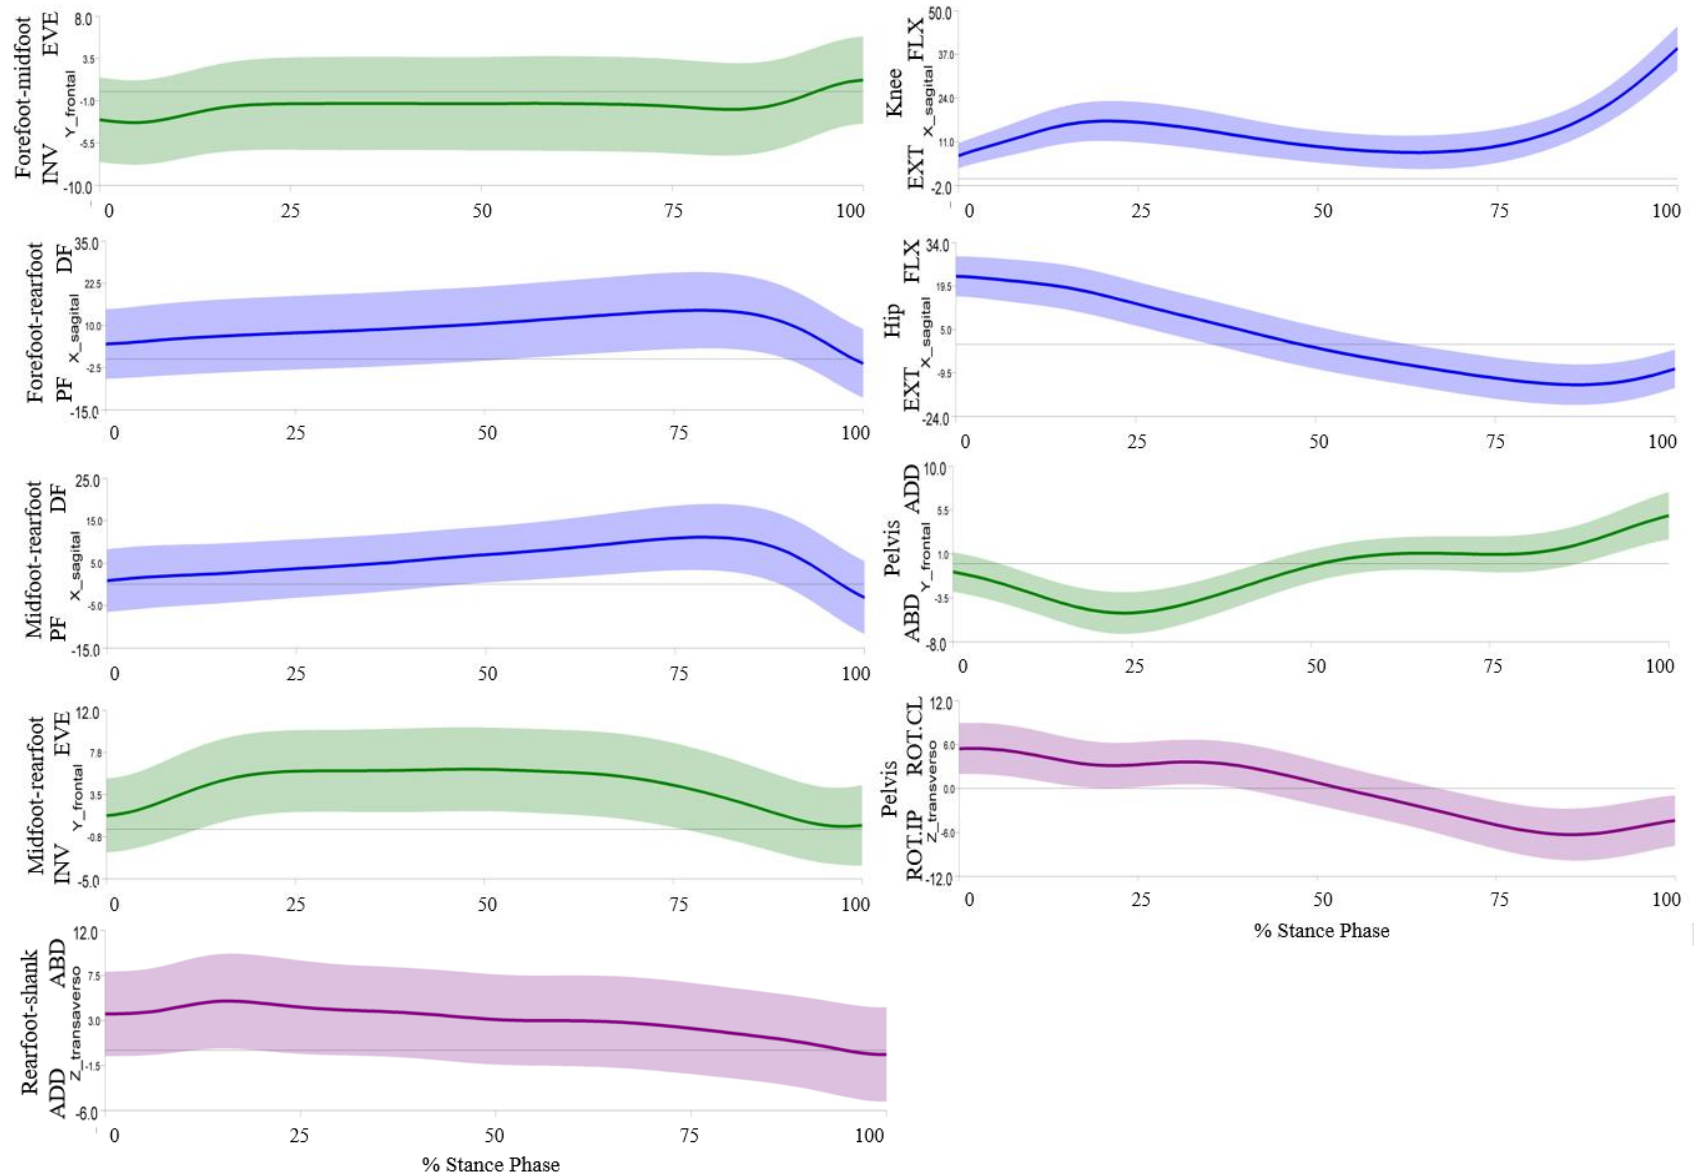 Forefoot-midfoot
INV EVE
Y_frontal
8.0
3.5
-1.0
-5.5
-10.0
0 25 50 75 100
Forefoot-rearfoot
PF DF
X_sagital
35.0
22.5
10.0
-2.5
-15.0
0 25 50 75 100
Midfoot-rearfoot
PF DF
X_sagital
25.0
15.0
5.0
-5.0
-15.0
0 25 50 75 100
Midfoot-rearfoot
INV EVE
Y_frontal
12.0
7.8
3.5
-0.8
-5.0
0 25 50 75 100
Rearfoot-shank
ADD ABD
Z_transaverso
12.0
7.5
3.0
-1.5
-6.0
0 25 50 75 100
% Stance Phase
Knee
EXT FLX
X_sagital
50.0
37.0
24.0
11.0
-2.0
0 25 50 75 100
Hip
EXT FLX
X_sagital
34.0
19.5
5.0
-9.5
-24.0
0 25 50 75 100
Pelvis
ABD ADD
Y_frontal
10.0
5.5
1.0
-3.5
-8.0
0 25 50 75 100
Pelvis
ROT.IP ROT.CL
Z_transverso
12.0
6.0
0.0
-6.0
-12.0
0 25 50 75 100
% Stance Phase